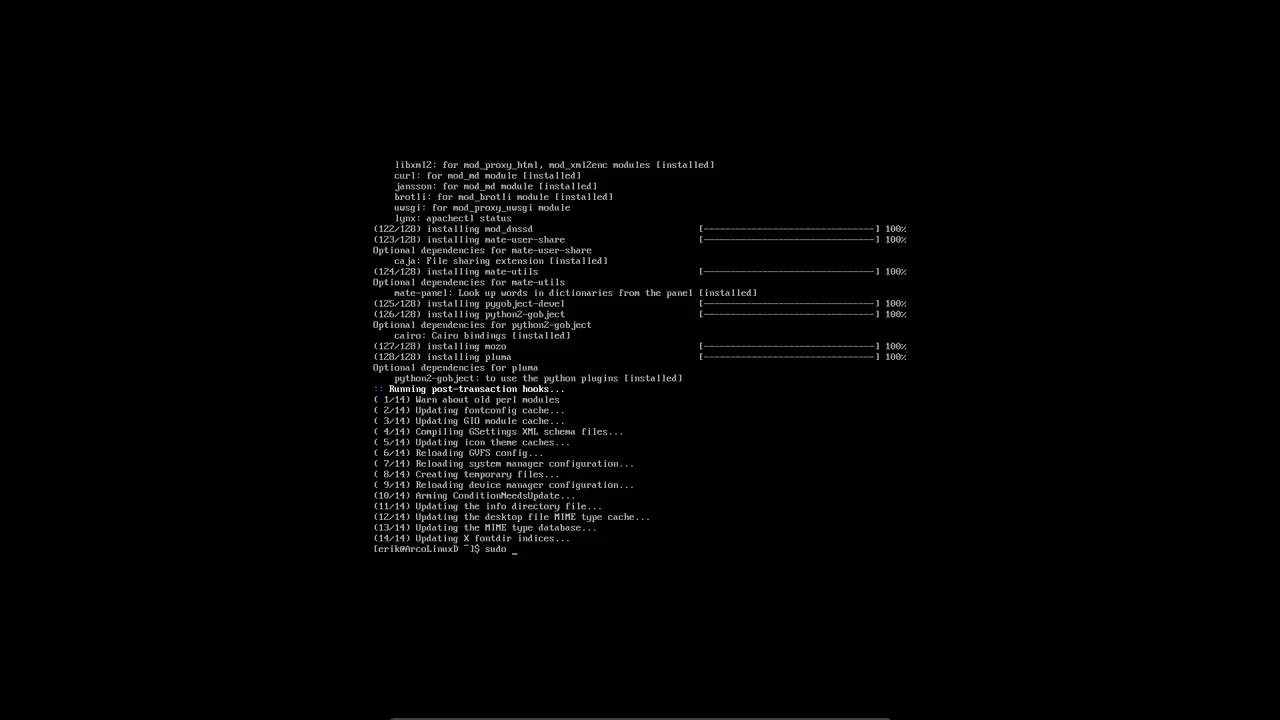 libxml2: for mod_proxy_html, mod_xml2enc modules [installed]
curl: for mod_md module [installed]
jansson: for mod_md module [installed]
brotli: for mod_brotli module [installed]
uwsgi: for mod_proxy_uwsgi module
lynx: apachectl status
(122/128) installing mod_dnssd [--------------------------------] 100%
(123/128) installing mate-user-share [--------------------------------] 100%
Optional dependencies for mate-user-share
caja: File sharing extension [installed]
(124/128) installing mate-utils [--------------------------------] 100%
Optional dependencies for mate-utils
mate-panel: Look up words in dictionaries from the panel [installed]
(125/128) installing pygobject-devel [--------------------------------] 100%
(126/128) installing python2-gobject [--------------------------------] 100%
Optional dependencies for python2-gobject
cairo: Cairo bindings [installed]
(127/128) installing mozo [--------------------------------] 100%
(128/128) installing pluma [--------------------------------] 100%
Optional dependencies for pluma
python2-gobject: to use the python plugins [installed]
:: Running post-transaction hooks...
( 1/14) Warn about old perl modules
( 2/14) Updating fontconfig cache...
( 3/14) Updating GIO module cache...
( 4/14) Compiling GSettings XML schema files...
( 5/14) Updating icon theme caches...
( 6/14) Reloading GVFS config...
( 7/14) Reloading system manager configuration...
( 8/14) Creating temporary files...
( 9/14) Reloading device manager configuration...
(10/14) Arming ConditionNeedsUpdate...
(11/14) Updating the info directory file...
(12/14) Updating the desktop file MIME type cache...
(13/14) Updating the MIME type database...
(14/14) Updating X fontdir indices...
[erik@ArcoLinuxD ~]$ sudo _